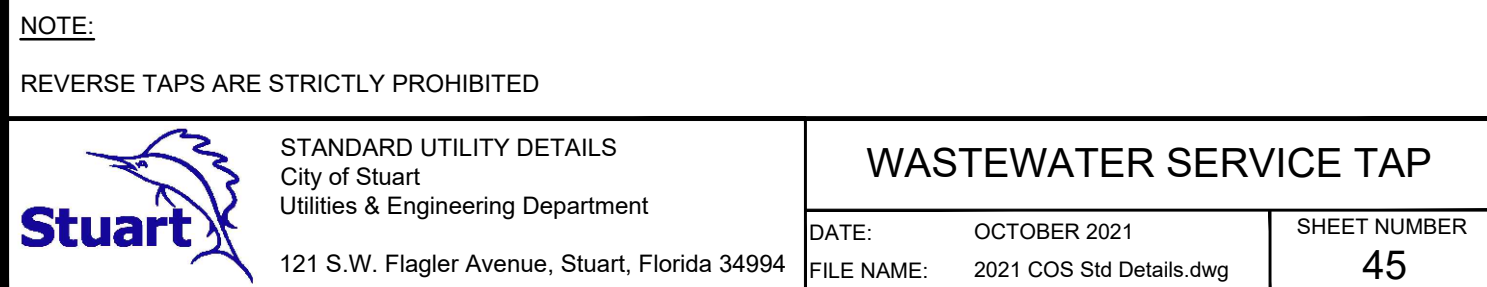 NOTE:
REVERSE TAPS ARE STRICTLY PROHIBITED
Stuart
STANDARD UTILITY DETAILS
City of Stuart
Utilities & Engineering Department
121 S.W. Flagler Avenue, Stuart, Florida 34994
WASTEWATER SERVICE TAP
DATE: OCTOBER 2021
FILE NAME: 2021 COS Std Details.dwg
SHEET NUMBER
45